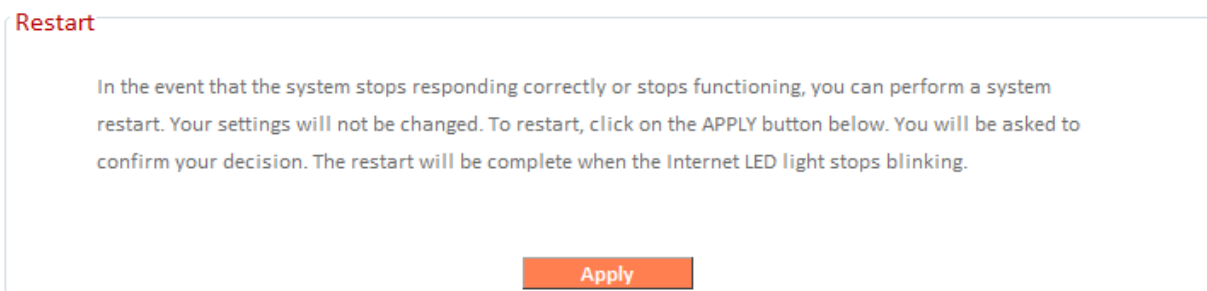 Restart
In the event that the system stops responding correctly or stops functioning, you can perform a system
restart. Your settings will not be changed. To restart, click on the APPLY button below. You will be asked to
confirm your decision. The restart will be complete when the Internet LED light stops blinking.
Apply